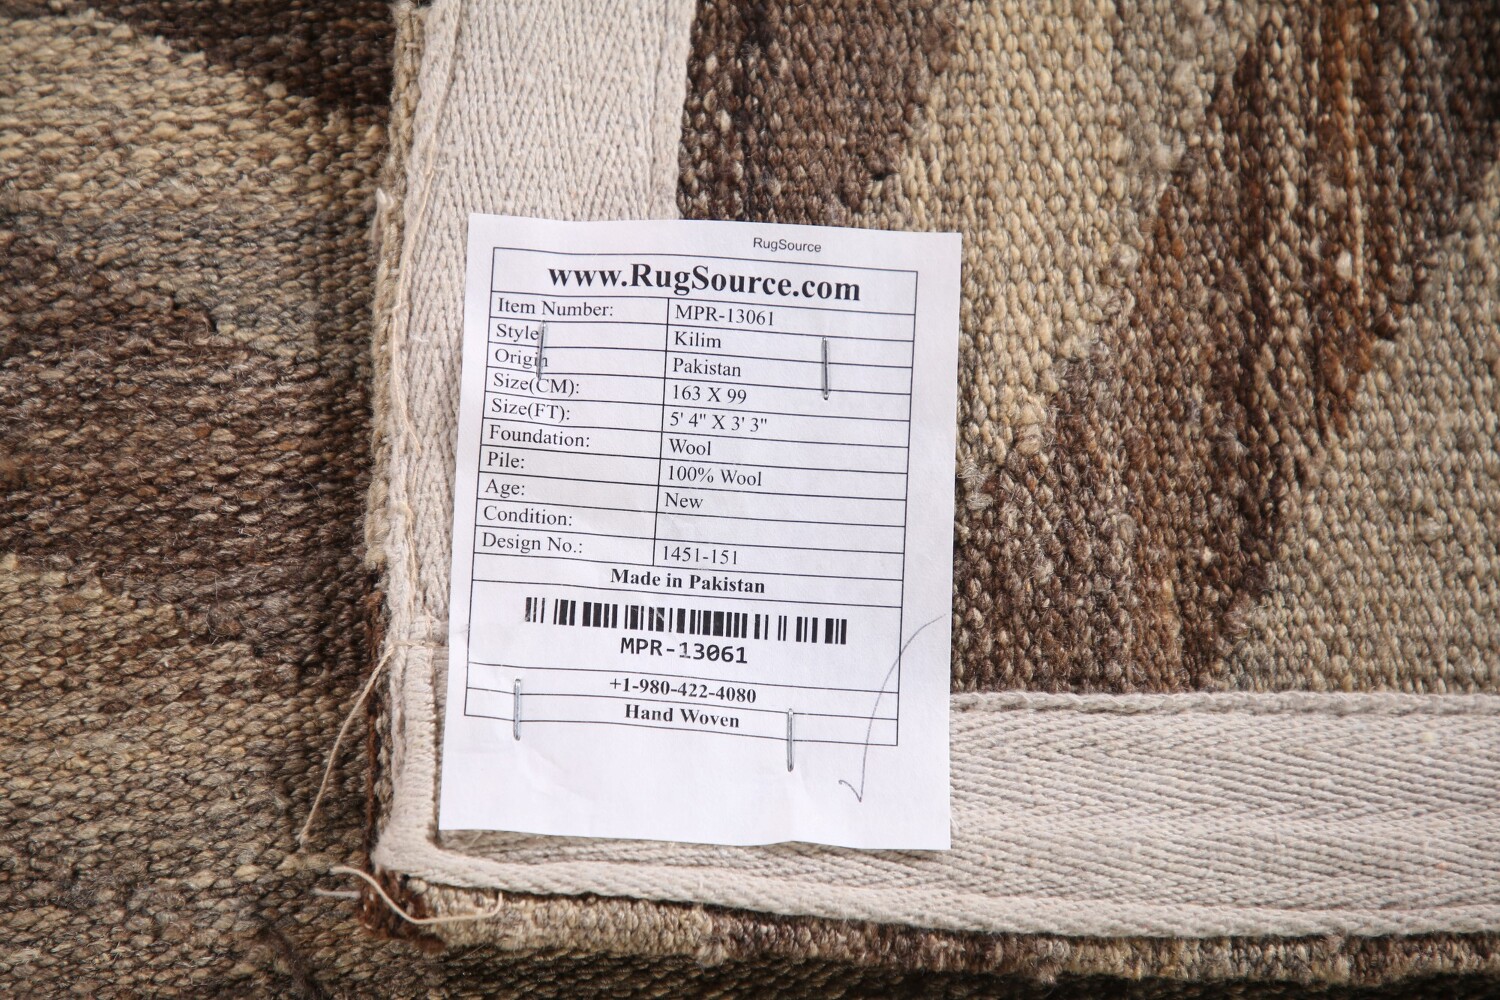 RugSource
www.RugSource.com
Item Number: MPR-13061
Style: Kilim
Origin Pakistan
Size(CM): 163 X 99
Size(FT): 5' 4" X 3' 3"
Foundation: Wool
Pile: 100% Wool
Age: New
Condition:
Design No.: 1451-151
Made in Pakistan
MPR-13061
+1-980-422-4080
Hand Woven